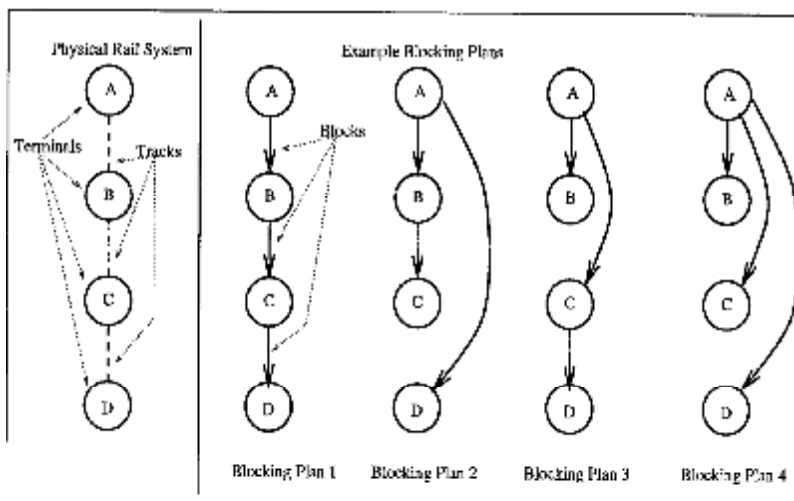 Physical Rail System
A
Terminals
Tracks
B
C
D
Example Blocking Plans
A
Blocks
B
C
D
Blocking Plan 1
A
B
C
D
Blocking Plan 2
A
B
C
D
Blocking Plan 3
A
B
C
D
Blocking Plan 4